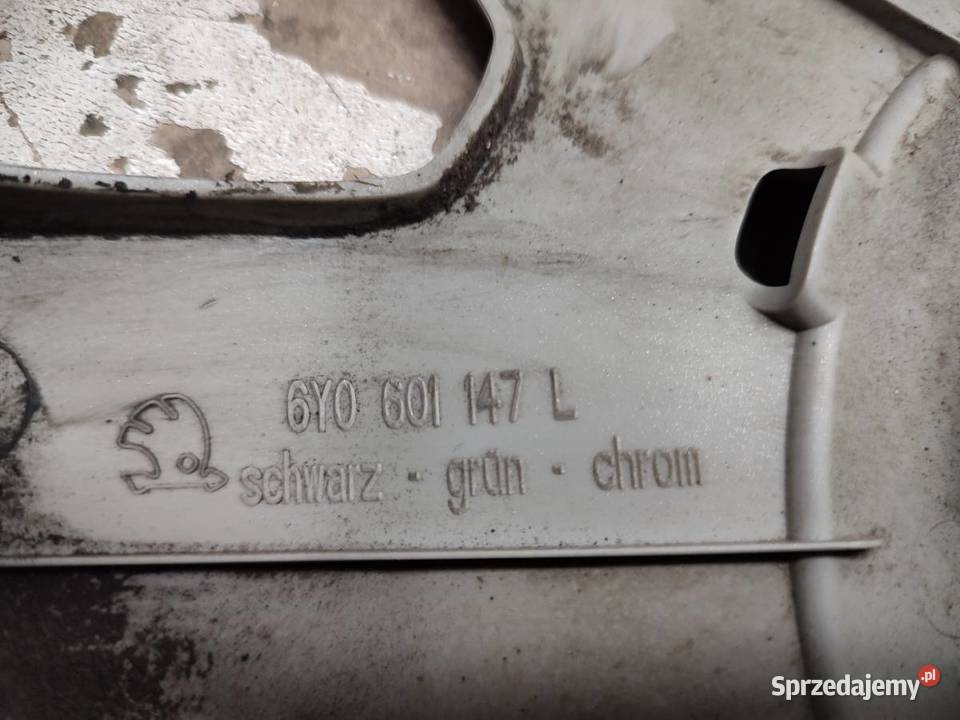 6Y0 601 147 L
schwarz - grün - chrom
Sprzedajemy.pl